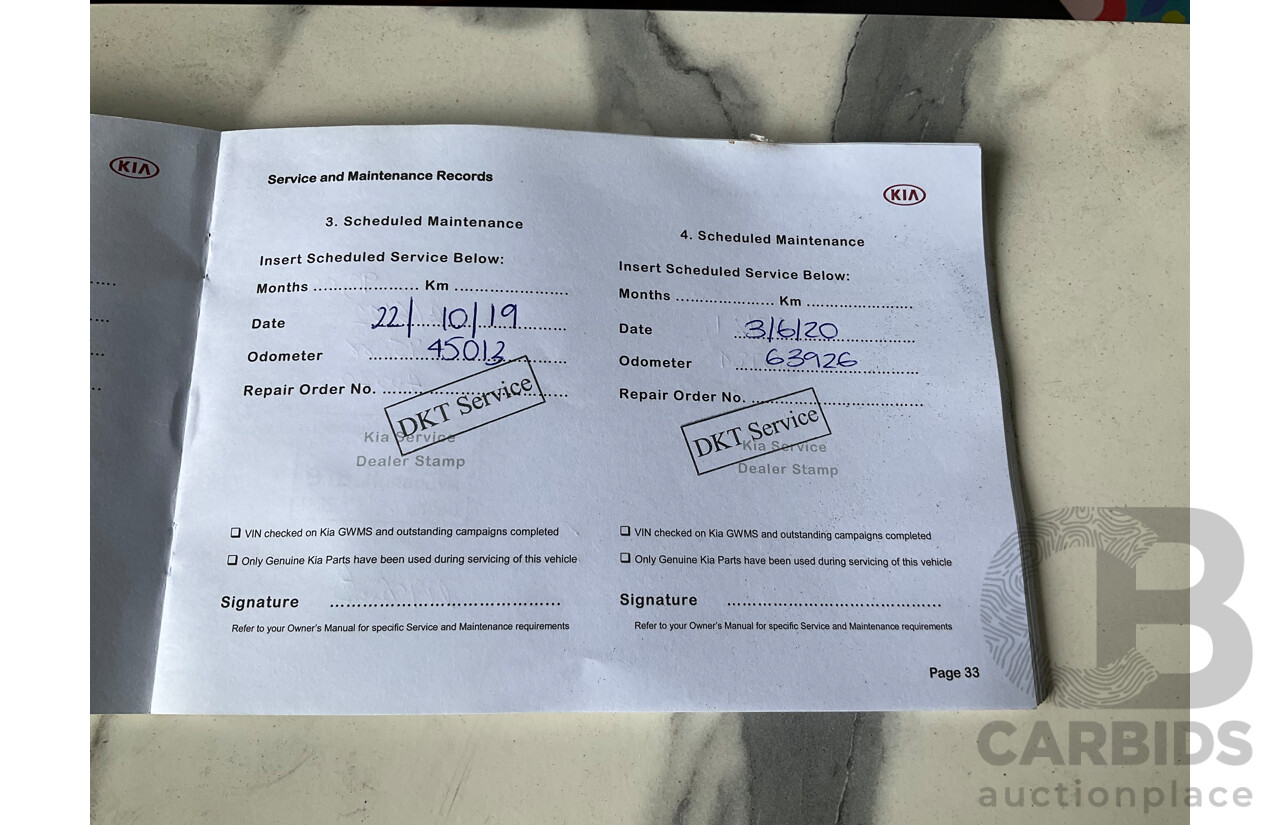 KIA
Service and Maintenance Records
KIA
3. Scheduled Maintenance
Insert Scheduled Service Below:
Months .................... Km ......................
Date 22/10/19
Odometer 45013
Repair Order No. ......................
DKT Service
Kia Service
Dealer Stamp
❑ VIN checked on Kia GWMS and outstanding campaigns completed
❑ Only Genuine Kia Parts have been used during servicing of this vehicle
Signature ..........................................
Refer to your Owner's Manual for specific Service and Maintenance requirements
4. Scheduled Maintenance
Insert Scheduled Service Below:
Months .................... Km ......................
Date 3/6/20
Odometer 63926
Repair Order No. ......................
DKT Service
Kia Service
Dealer Stamp
❑ VIN checked on Kia GWMS and outstanding campaigns completed
❑ Only Genuine Kia Parts have been used during servicing of this vehicle
Signature ..........................................
Refer to your Owner's Manual for specific Service and Maintenance requirements
Page 33
CB
CARBIDS
auctionplace